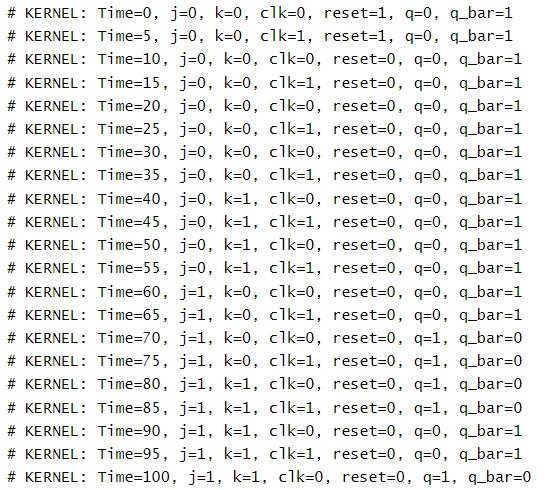 # KERNEL: Time=0, j=0, k=0, clk=0, reset=1, q=0, q_bar=1
# KERNEL: Time=5, j=0, k=0, clk=1, reset=1, q=0, q_bar=1
# KERNEL: Time=10, j=0, k=0, clk=0, reset=0, q=0, q_bar=1
# KERNEL: Time=15, j=0, k=0, clk=1, reset=0, q=0, q_bar=1
# KERNEL: Time=20, j=0, k=0, clk=0, reset=0, q=0, q_bar=1
# KERNEL: Time=25, j=0, k=0, clk=1, reset=0, q=0, q_bar=1
# KERNEL: Time=30, j=0, k=0, clk=0, reset=0, q=0, q_bar=1
# KERNEL: Time=35, j=0, k=0, clk=1, reset=0, q=0, q_bar=1
# KERNEL: Time=40, j=0, k=1, clk=0, reset=0, q=0, q_bar=1
# KERNEL: Time=45, j=0, k=1, clk=1, reset=0, q=0, q_bar=1
# KERNEL: Time=50, j=0, k=1, clk=0, reset=0, q=0, q_bar=1
# KERNEL: Time=55, j=0, k=1, clk=1, reset=0, q=0, q_bar=1
# KERNEL: Time=60, j=1, k=0, clk=0, reset=0, q=0, q_bar=1
# KERNEL: Time=65, j=1, k=0, clk=1, reset=0, q=0, q_bar=1
# KERNEL: Time=70, j=1, k=0, clk=0, reset=0, q=1, q_bar=0
# KERNEL: Time=75, j=1, k=0, clk=1, reset=0, q=1, q_bar=0
# KERNEL: Time=80, j=1, k=1, clk=0, reset=0, q=1, q_bar=0
# KERNEL: Time=85, j=1, k=1, clk=1, reset=0, q=1, q_bar=0
# KERNEL: Time=90, j=1, k=1, clk=0, reset=0, q=0, q_bar=1
# KERNEL: Time=95, j=1, k=1, clk=1, reset=0, q=0, q_bar=1
# KERNEL: Time=100, j=1, k=1, clk=0, reset=0, q=1, q_bar=0